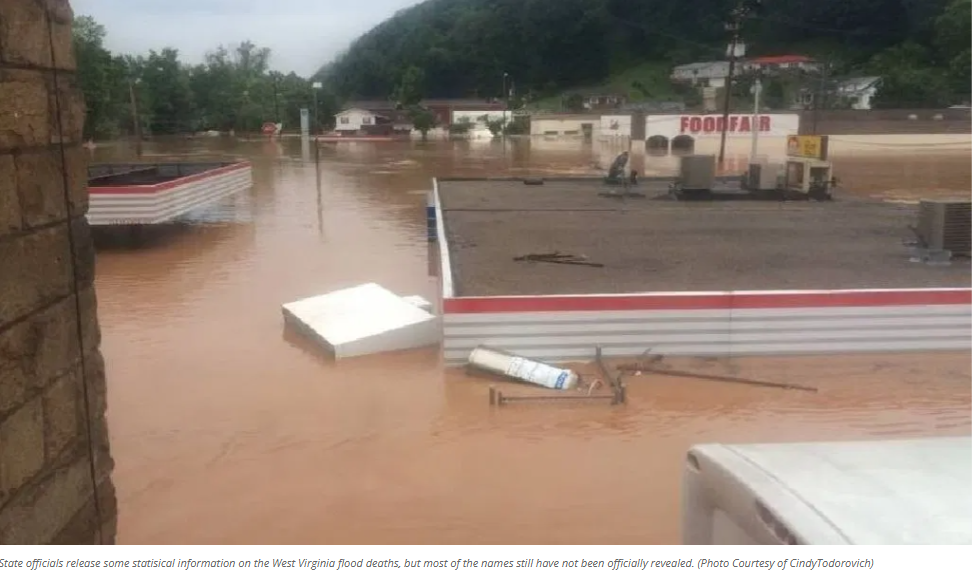 FOODFAIR
State officials release some statisical information on the West Virginia flood deaths, but most of the names still have not been officially revealed. (Photo Courtesy of CindyTodorovich)